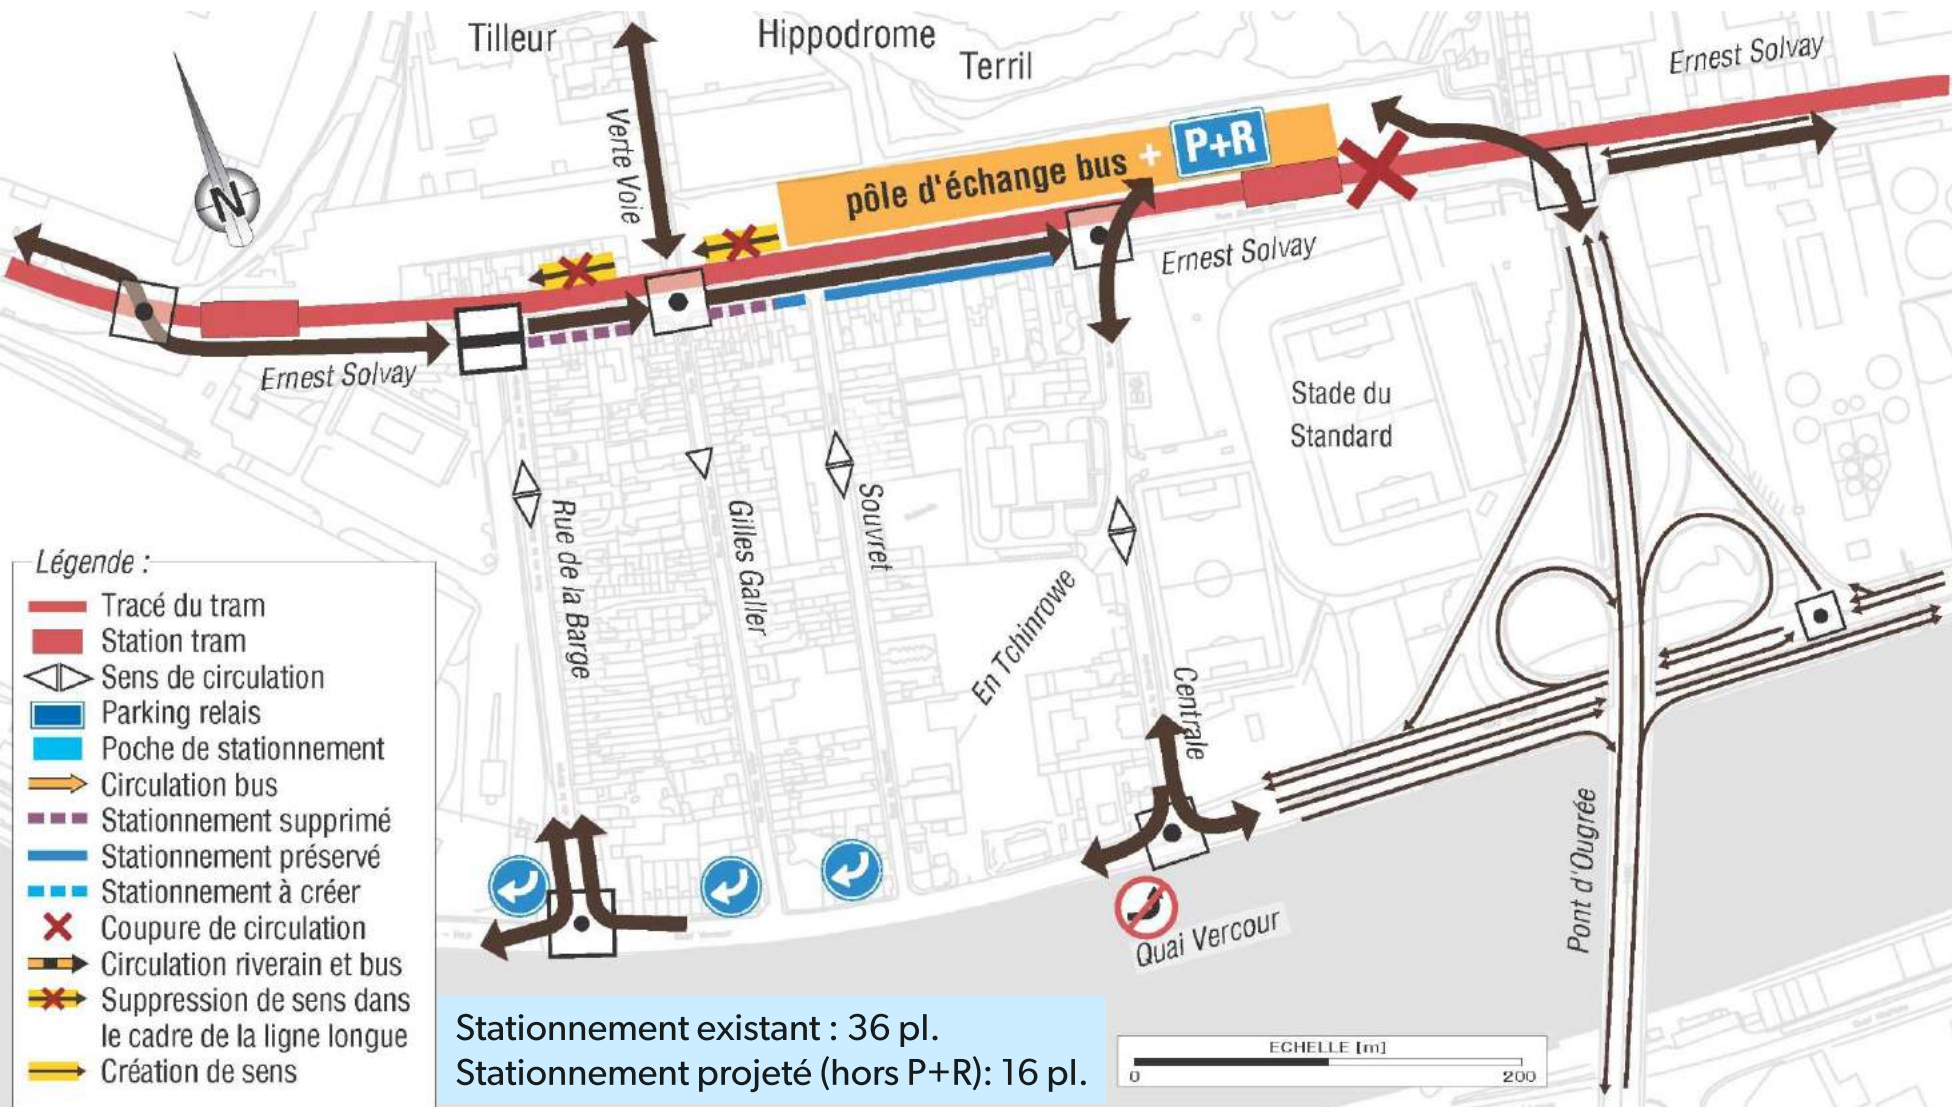 Tilleur
Hippodrome
Terril
Ernest Solvay
Verte Voie
pôle d'échange bus + P+R
N
Ernest Solvay
Ernest Solvay
Stade du
Standard
Rue de la Barge
Gilles Galler
Souvret
En Tchinrowe
Centrale
Pont d'Ougrée
Quai Vercour
Légende :
Tracé du tram
Station tram
Sens de circulation
Parking relais
Poche de stationnement
Circulation bus
Stationnement supprimé
Stationnement préservé
Stationnement à créer
Coupure de circulation
Circulation riverain et bus
Suppression de sens dans
le cadre de la ligne longue
Création de sens
Stationnement existant : 36 pl.
Stationnement projeté (hors P+R): 16 pl.
ECHELLE [m]
0 200